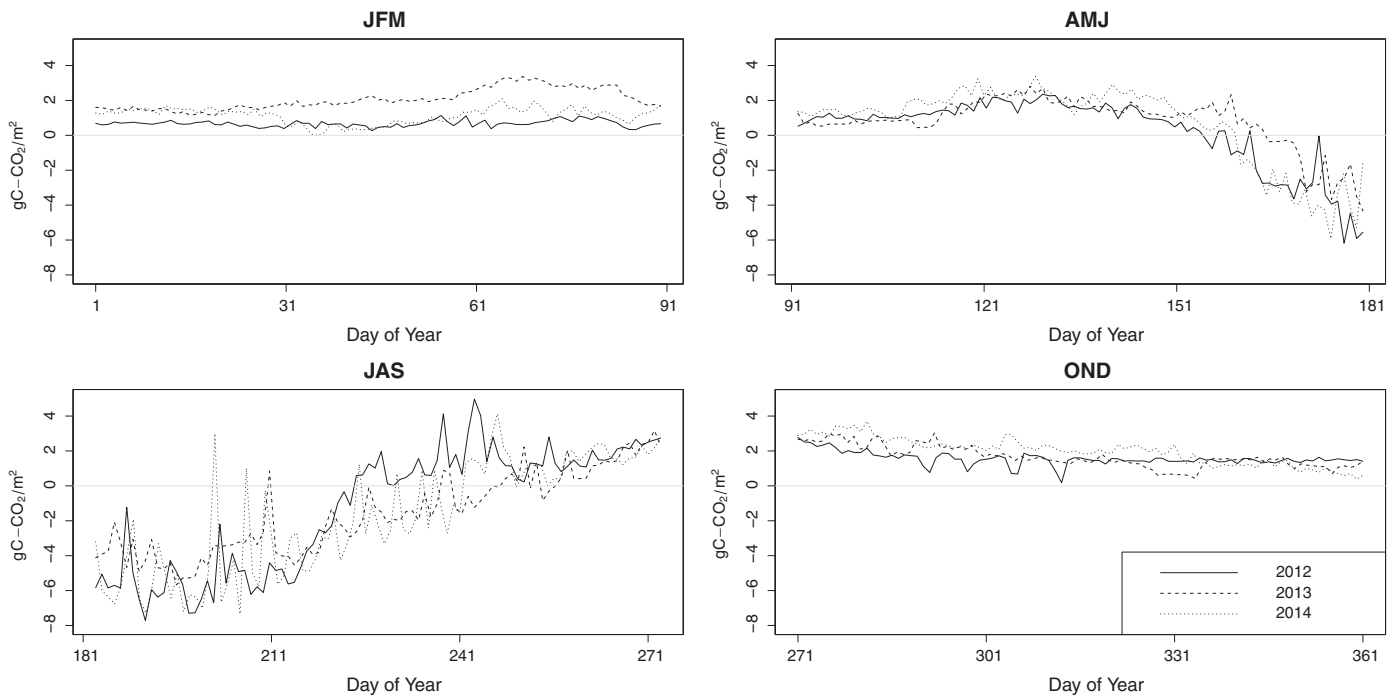 JFM
gC−CO₂/m²
4
2
0
−2
−4
−6
−8
1 31 61 91
Day of Year
AMJ
gC−CO₂/m²
4
2
0
−2
−4
−6
−8
91 121 151 181
Day of Year
JAS
gC−CO₂/m²
4
2
0
−2
−4
−6
−8
181 211 241 271
Day of Year
OND
gC−CO₂/m²
4
2
0
−2
−4
−6
−8
2012
2013
2014
271 301 331 361
Day of Year